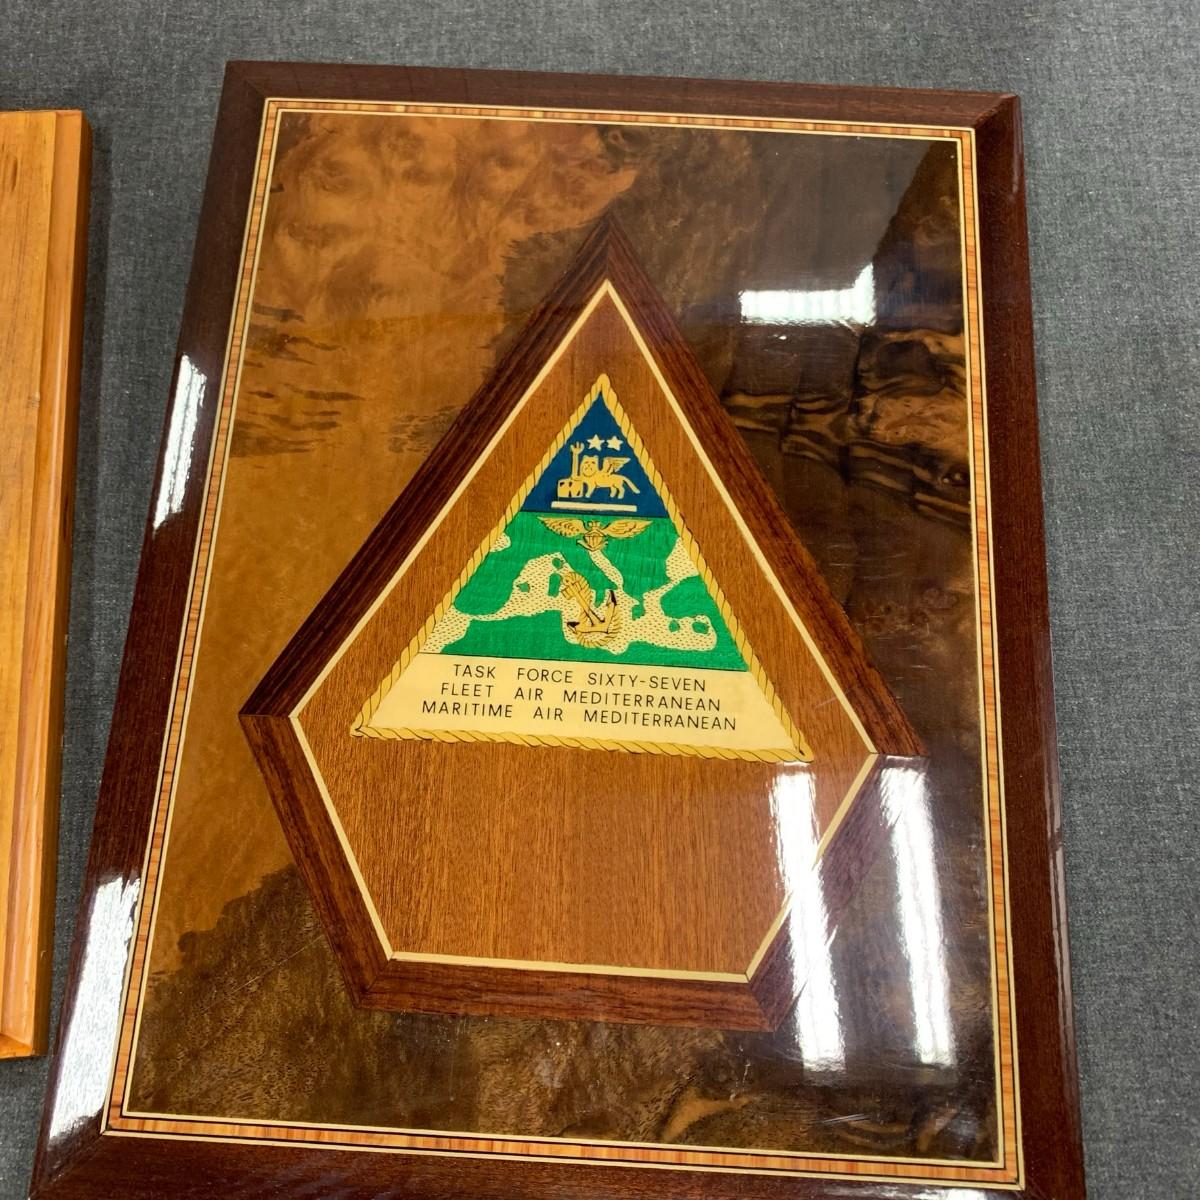 TASK FORCE SIXTY-SEVEN
FLEET AIR MEDITERRANEAN
MARITIME AIR MEDITERRANEAN